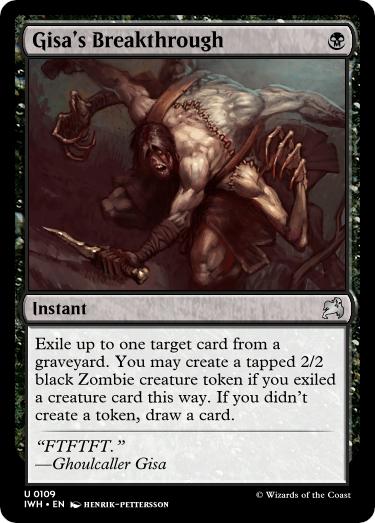 Gisa's Breakthrough
Instant
Exile up to one target card from a
graveyard. You may create a tapped 2/2
black Zombie creature token if you exiled
a creature card this way. If you didn't
create a token, draw a card.
“FTFTFT.”
—Ghoulcaller Gisa
U 0109
IWH • EN HENRIK-PETTERSSON
© Wizards of the Coast